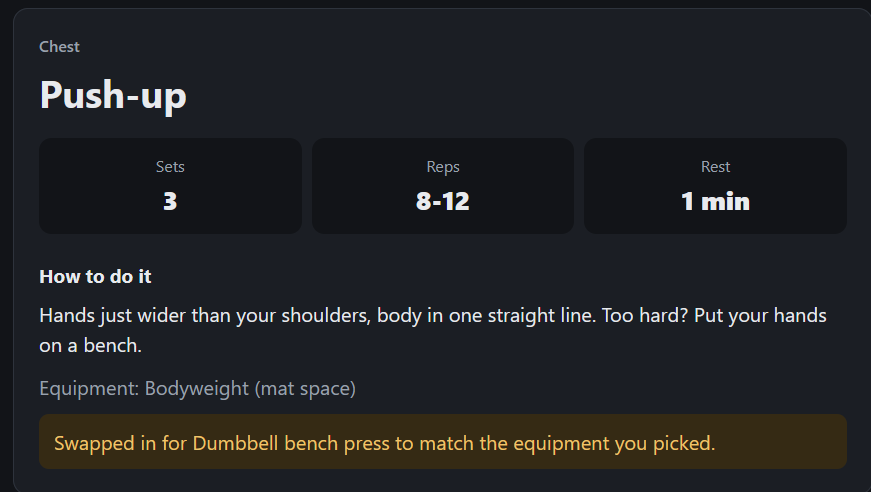 Chest
Push-up
Sets
3
Reps
8-12
Rest
1 min
How to do it
Hands just wider than your shoulders, body in one straight line. Too hard? Put your hands
on a bench.
Equipment: Bodyweight (mat space)
Swapped in for Dumbbell bench press to match the equipment you picked.